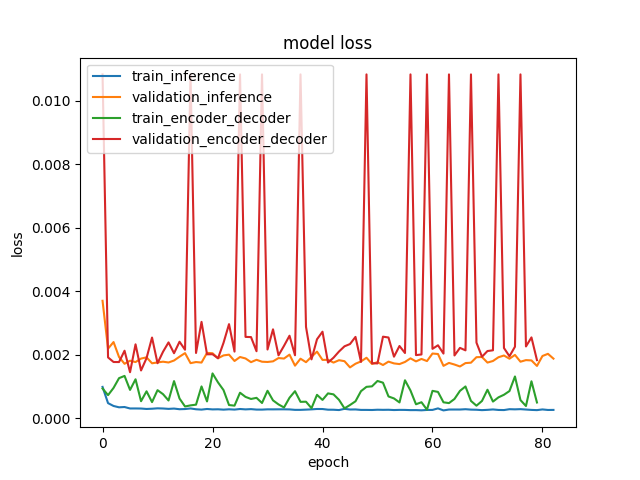 model loss
train_inference
validation_inference
train_encoder_decoder
validation_encoder_decoder
0.010
0.008
0.006
0.004
0.002
0.000
loss
0 20 40 60 80
epoch